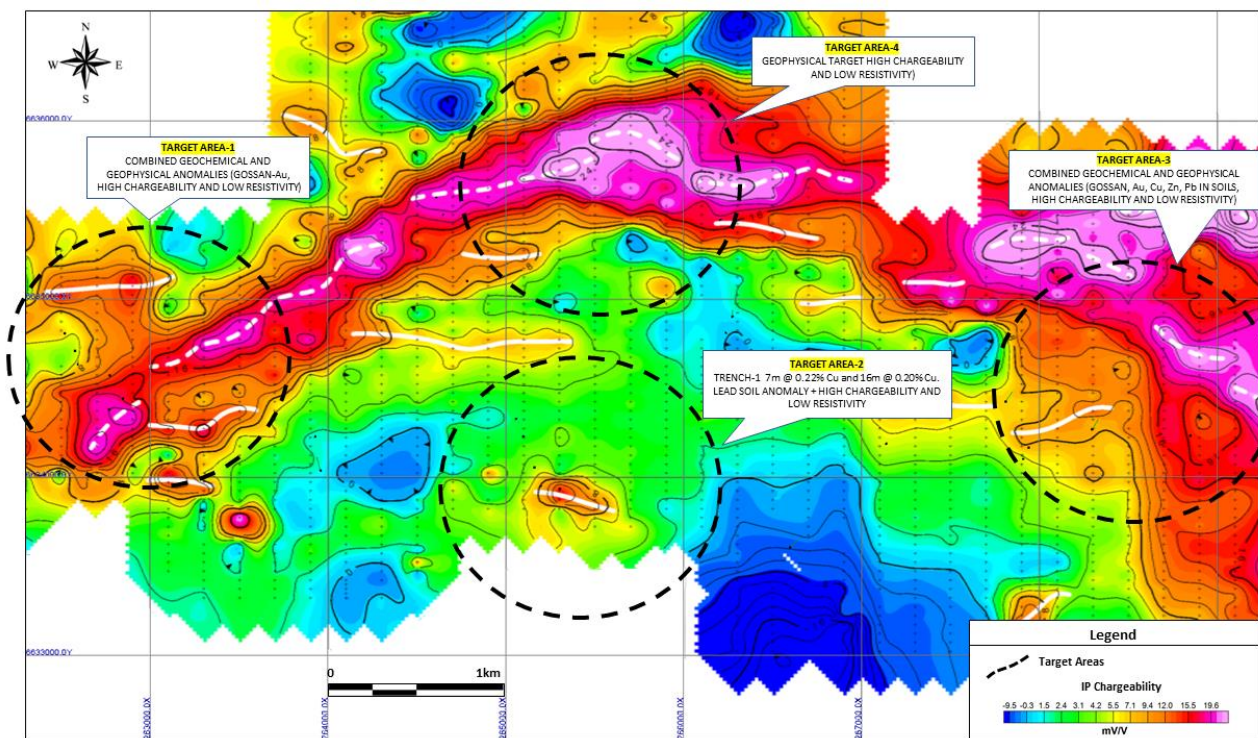 N
W E
S
TARGET AREA-4
GEOPHYSICAL TARGET HIGH CHARGEABILITY
AND LOW RESISTIVITY)
6636000.0Y
TARGET AREA-1
COMBINED GEOCHEMICAL AND
GEOPHYSICAL ANOMALIES (GOSSAN-Au,
HIGH CHARGEABILITY AND LOW RESISTIVITY)
TARGET AREA-3
COMBINED GEOCHEMICAL AND GEOPHYSICAL
ANOMALIES (GOSSAN, Au, Cu, Zn, Pb IN SOILS,
HIGH CHARGEABILITY AND LOW RESISTIVITY)
TARGET AREA-2
TRENCH-1 7m @ 0.22% Cu and 16m @ 0.20% Cu.
LEAD SOIL ANOMALY + HIGH CHARGEABILITY AND
LOW RESISTIVITY
6633000.0Y
0 1km
Legend
Target Areas
IP Chargeability
-9.5 -0.3 1.5 2.4 3.1 4.2 5.5 7.1 9.4 12.0 15.5 19.6
mV/V